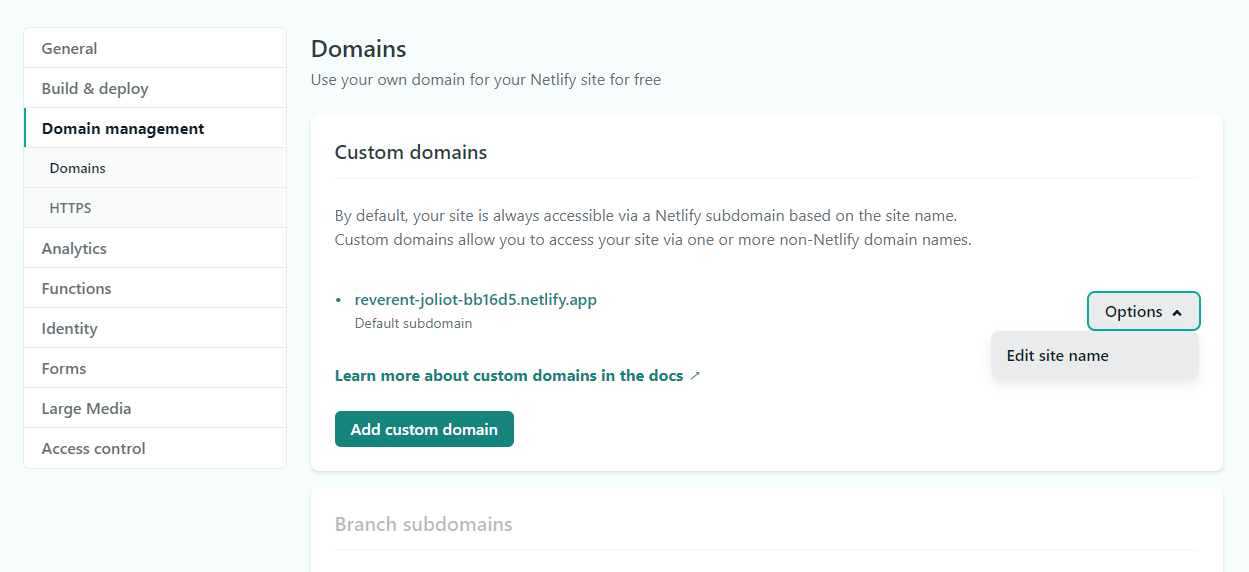 General
Build & deploy
Domain management
Domains
HTTPS
Analytics
Functions
Identity
Forms
Large Media
Access control
Domains
Use your own domain for your Netlify site for free
Custom domains
By default, your site is always accessible via a Netlify subdomain based on the site name.
Custom domains allow you to access your site via one or more non-Netlify domain names.
• reverent-joliot-bb16d5.netlify.app
Default subdomain
Options
Edit site name
Learn more about custom domains in the docs ↗
Add custom domain
Branch subdomains